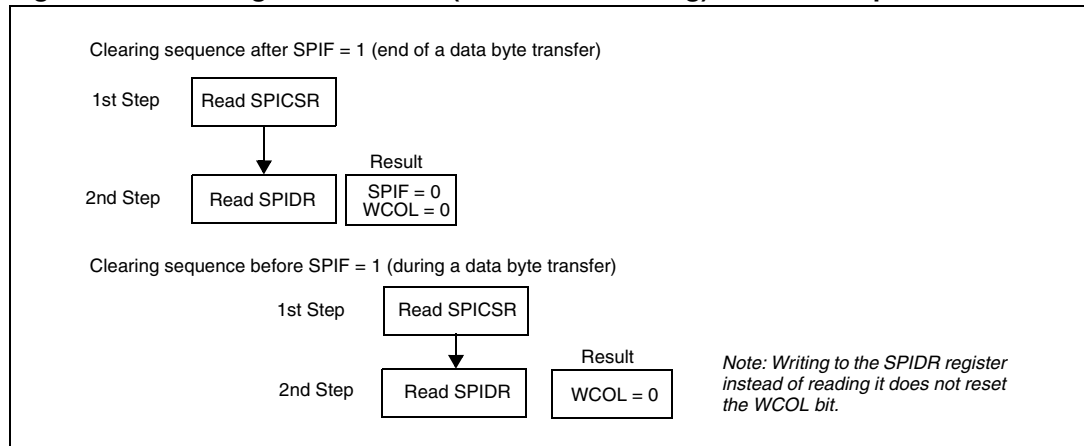 Clearing sequence after SPIF = 1 (end of a data byte transfer)
1st Step
Read SPICSR
Result
2nd Step
Read SPIDR
SPIF = 0
WCOL = 0
Clearing sequence before SPIF = 1 (during a data byte transfer)
1st Step
Read SPICSR
Result
2nd Step
Read SPIDR
WCOL = 0
Note: Writing to the SPIDR register
instead of reading it does not reset
the WCOL bit.